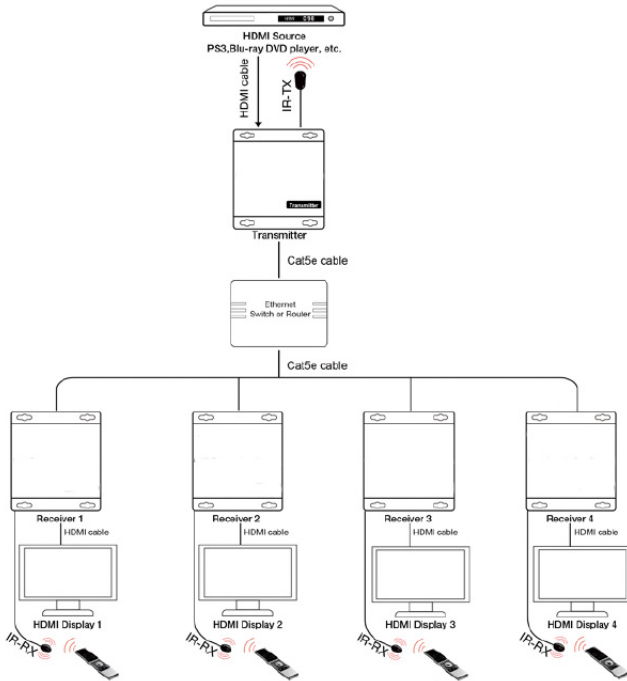 HDMI Source
PS3,Blu-ray DVD player, etc.
HDMI cable
IR-TX
Transmitter
Transmitter
Cat5e cable
Ethernet
Switch or Router
Cat5e cable
Receiver 1
Receiver 2
Receiver 3
Receiver 4
HDMI cable
HDMI cable
HDMI cable
HDMI cable
HDMI Display 1
HDMI Display 2
HDMI Display 3
HDMI Display 4
IR-RX
IR-RX
IR-RX
IR-RX